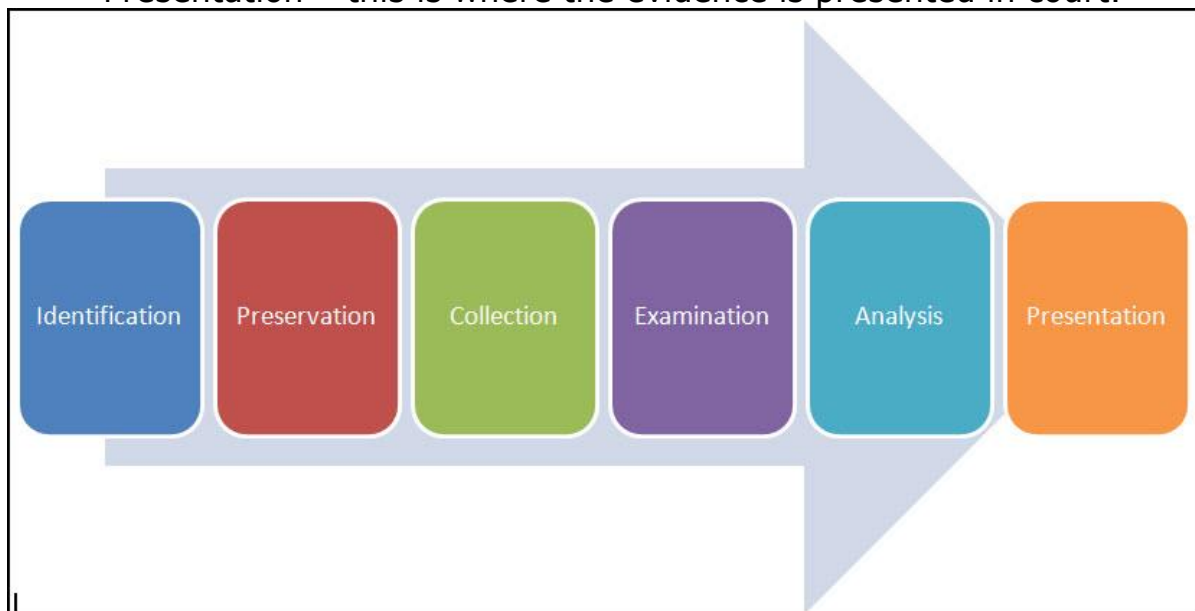 Presentation – this is where the evidence is presented in court.
Identification
Preservation
Collection
Examination
Analysis
Presentation